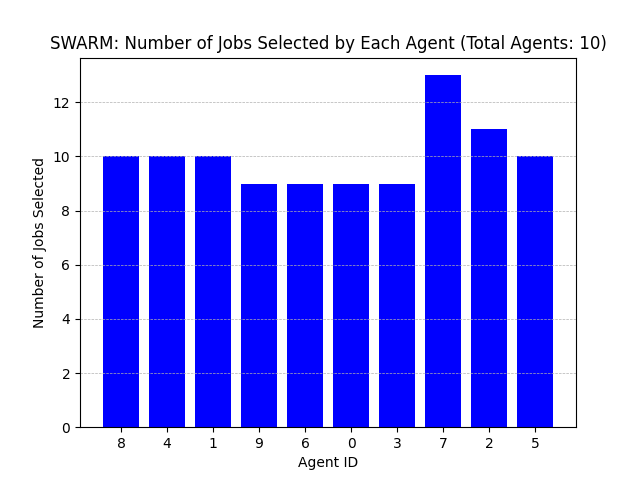 SWARM: Number of Jobs Selected by Each Agent (Total Agents: 10)
Number of Jobs Selected
12
10
8
6
4
2
0
8 4 1 9 6 0 3 7 2 5
Agent ID